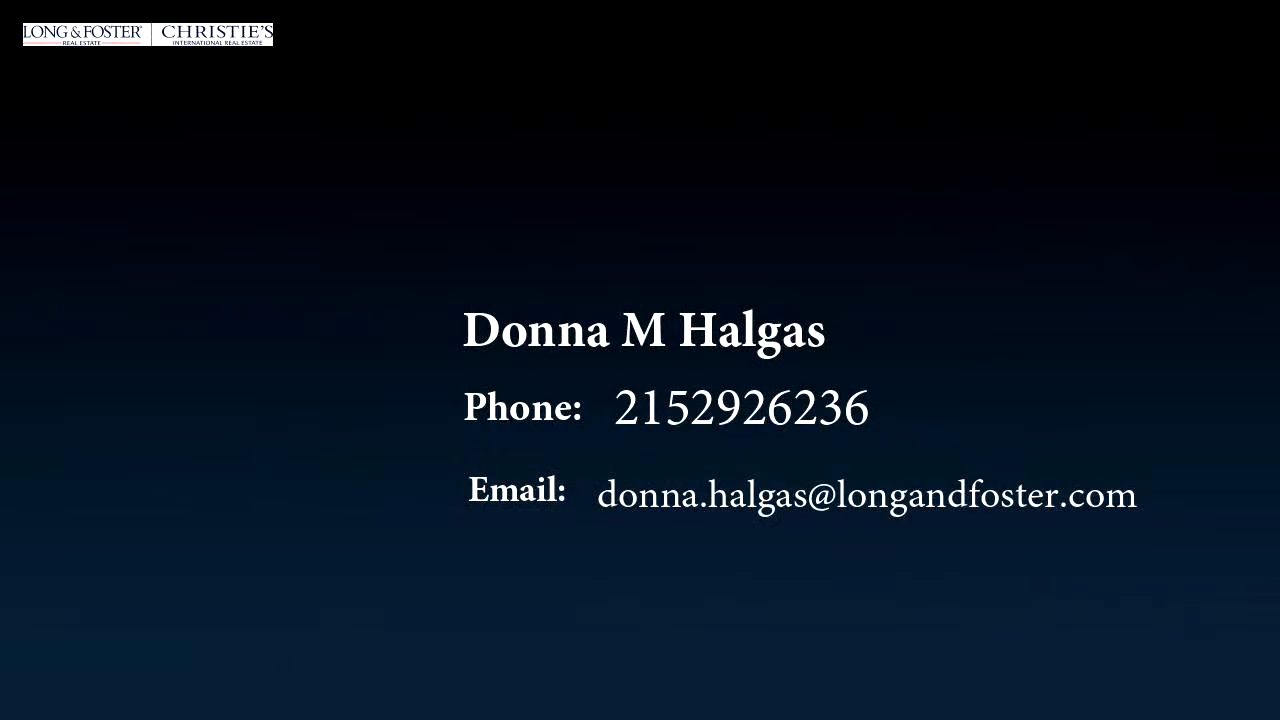 LONG & FOSTER® | CHRISTIE'S
REAL ESTATE INTERNATIONAL REAL ESTATE
Donna M Halgas
Phone: 2152926236
Email: donna.halgas@longandfoster.com